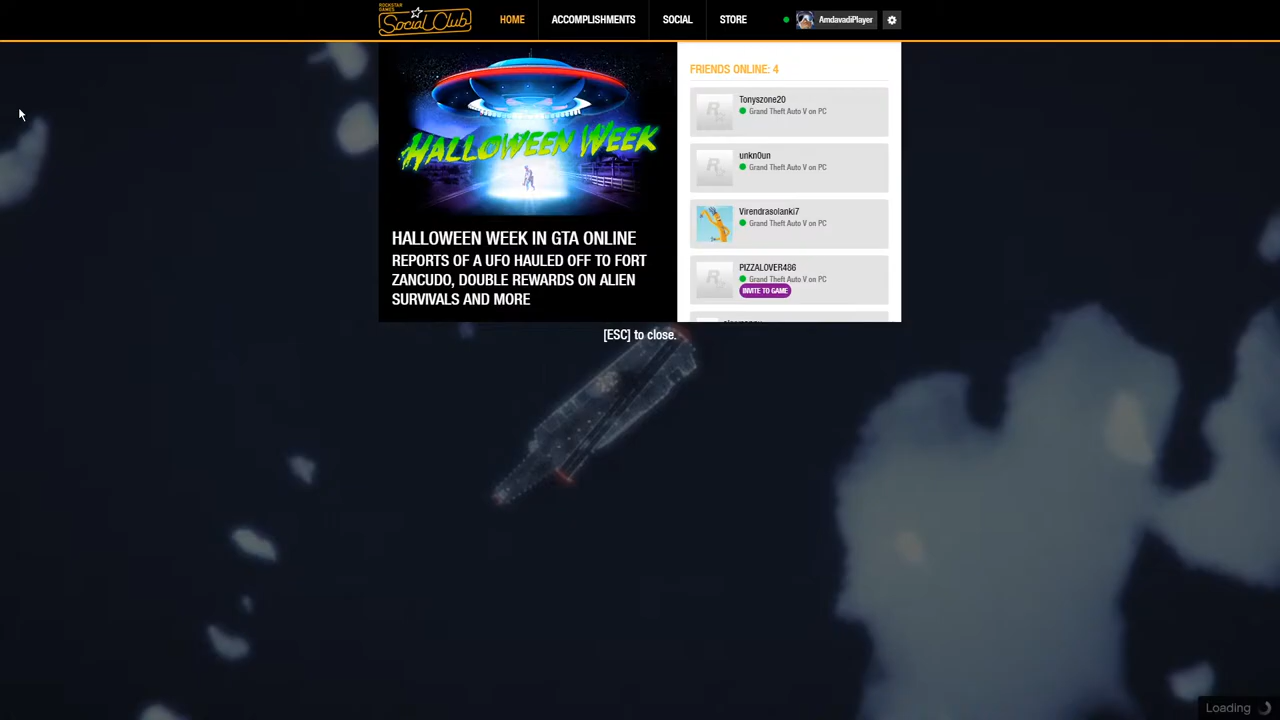 ROCKSTAR
GAMES
Social Club
HOME
ACCOMPLISHMENTS
SOCIAL
STORE
AmdavadiPlayer
HALLOWEEN WEEK
HALLOWEEN WEEK IN GTA ONLINE
REPORTS OF A UFO HAULED OFF TO FORT
ZANCUDO, DOUBLE REWARDS ON ALIEN
SURVIVALS AND MORE
FRIENDS ONLINE: 4
Tonyszone20
Grand Theft Auto V on PC
unkn0un
Grand Theft Auto V on PC
Virendrasolanki7
Grand Theft Auto V on PC
PIZZALOVER486
Grand Theft Auto V on PC
INVITE TO GAME
[ESC] to close.
Loading